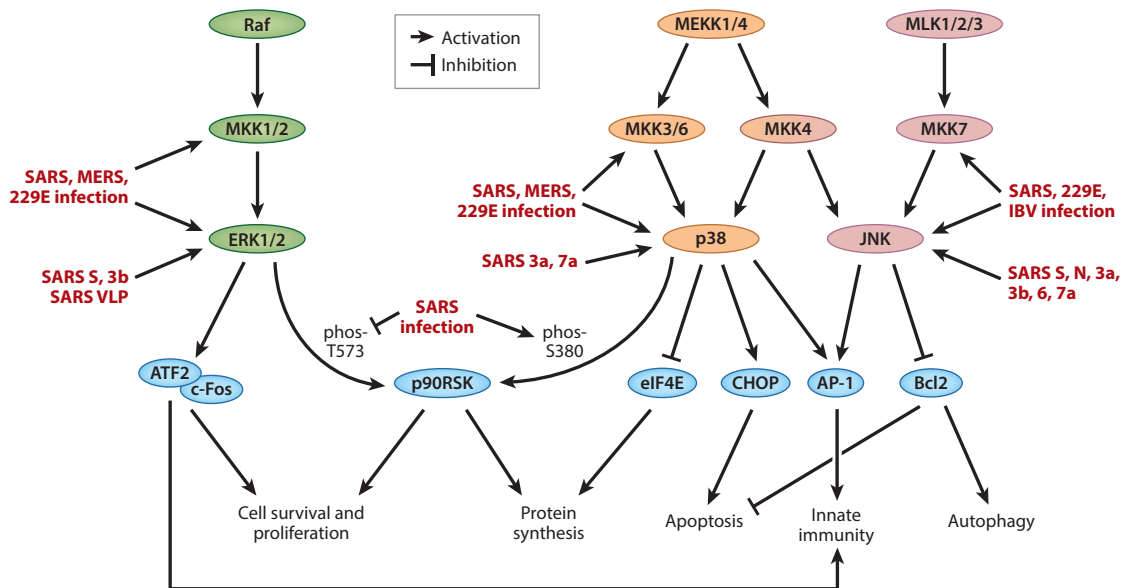 Raf
MEKK1/4
MLK1/2/3
Activation
Inhibition
MKK1/2
MKK3/6
MKK4
MKK7
SARS, MERS,
229E infection
SARS, MERS,
229E infection
SARS, 229E,
IBV infection
ERK1/2
p38
JNK
SARS S, 3b
SARS VLP
SARS 3a, 7a
SARS S, N, 3a,
3b, 6, 7a
SARS
infection
phos-
T573
phos-
S380
ATF2
c-Fos
p90RSK
eIF4E
CHOP
AP-1
Bcl2
Cell survival and
proliferation
Protein
synthesis
Apoptosis
Innate
immunity
Autophagy